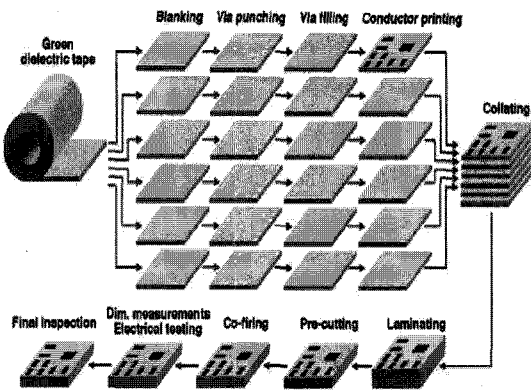 Blanking
Via punching
Via filling
Conductor printing
Green
dielectric tape
Collating
Final inspection
Dim. measurements
Electrical testing
Co-firing
Pre-cutting
Laminating